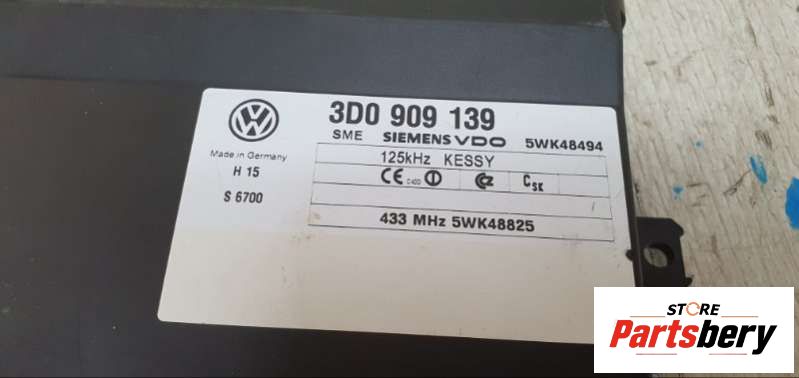 3D0 909 139
SME SIEMENS VDO 5WK48494
Made in Germany
125kHz KESSY
H 15
CE
S 6700
433 MHz 5WK48825
STORE
Partsbery